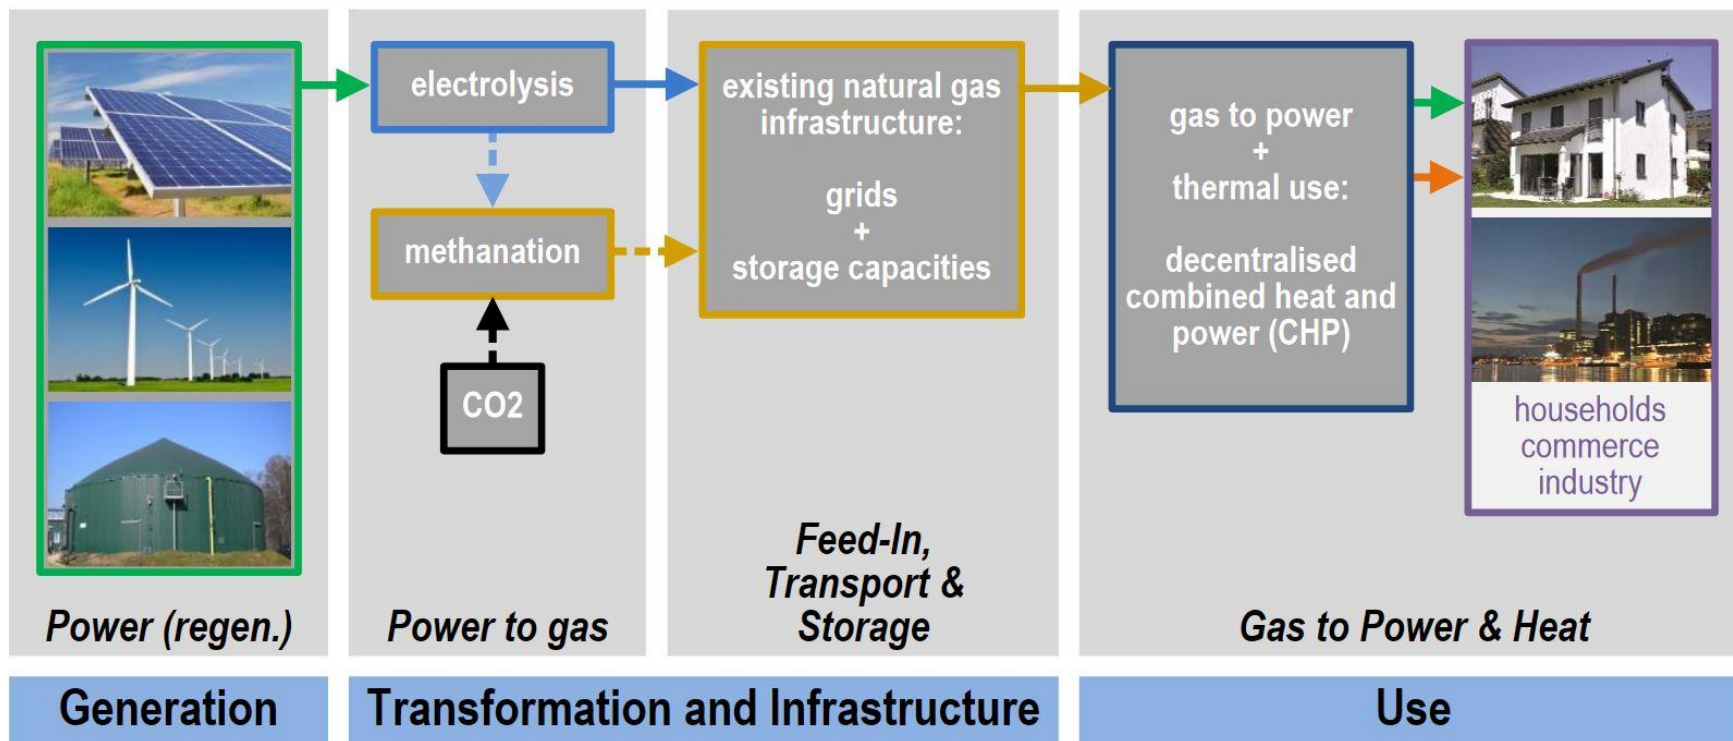 electrolysis
methanation
CO2
existing natural gas
infrastructure:
grids
+
storage capacities
gas to power
+
thermal use:
decentralised
combined heat and
power (CHP)
households
commerce
industry
Power (regen.)
Power to gas
Feed-In,
Transport &
Storage
Gas to Power & Heat
Generation
Transformation and Infrastructure
Use